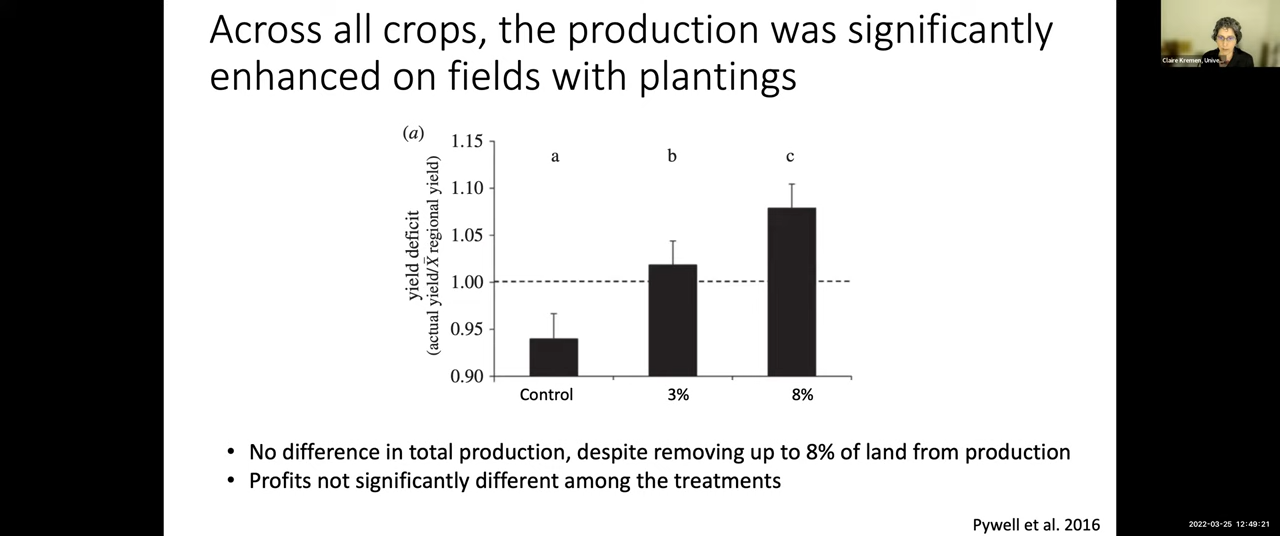 Across all crops, the production was significantly
enhanced on fields with plantings
Claire Kremen, Unive...
(a)
yield deficit
(actual yield/X̄ regional yield)
1.15
1.10
1.05
1.00
0.95
0.90
a
b
c
Control
3%
8%
• No difference in total production, despite removing up to 8% of land from production
• Profits not significantly different among the treatments
Pywell et al. 2016
2022-03-25 12:49:21